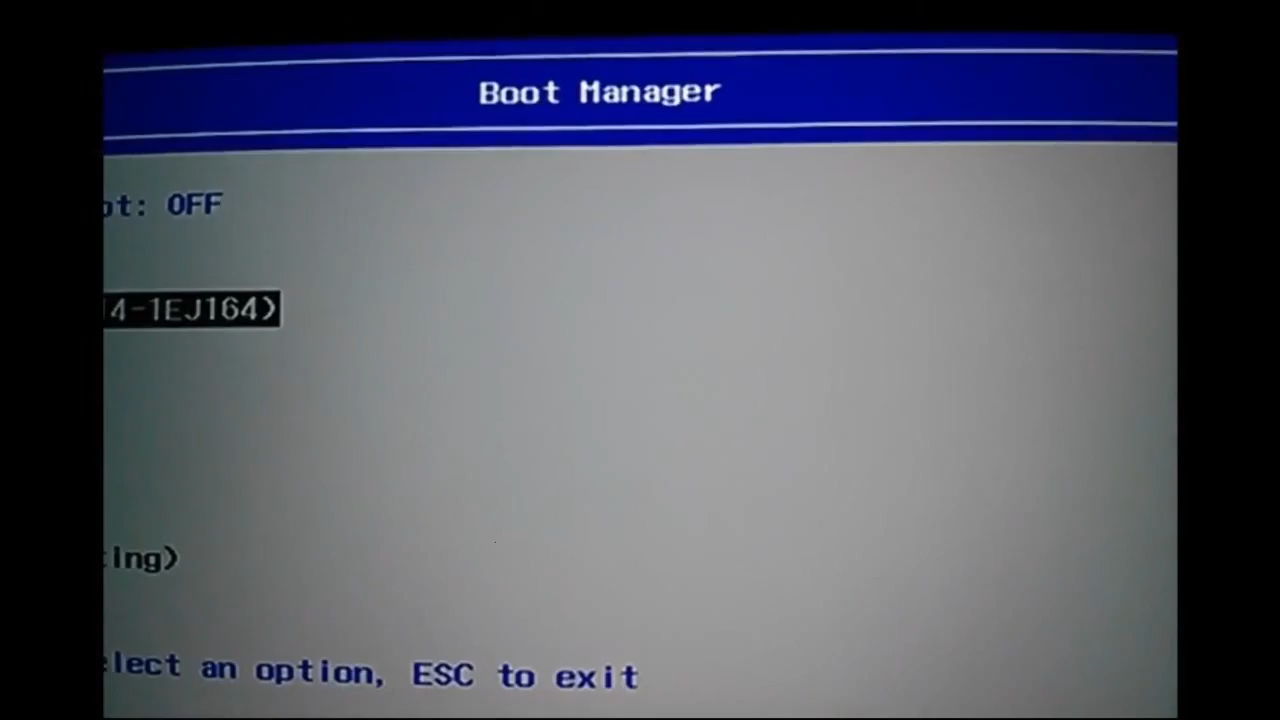 Boot Manager
ot: OFF
4-1EJ164)
ing)
lect an option, ESC to exit